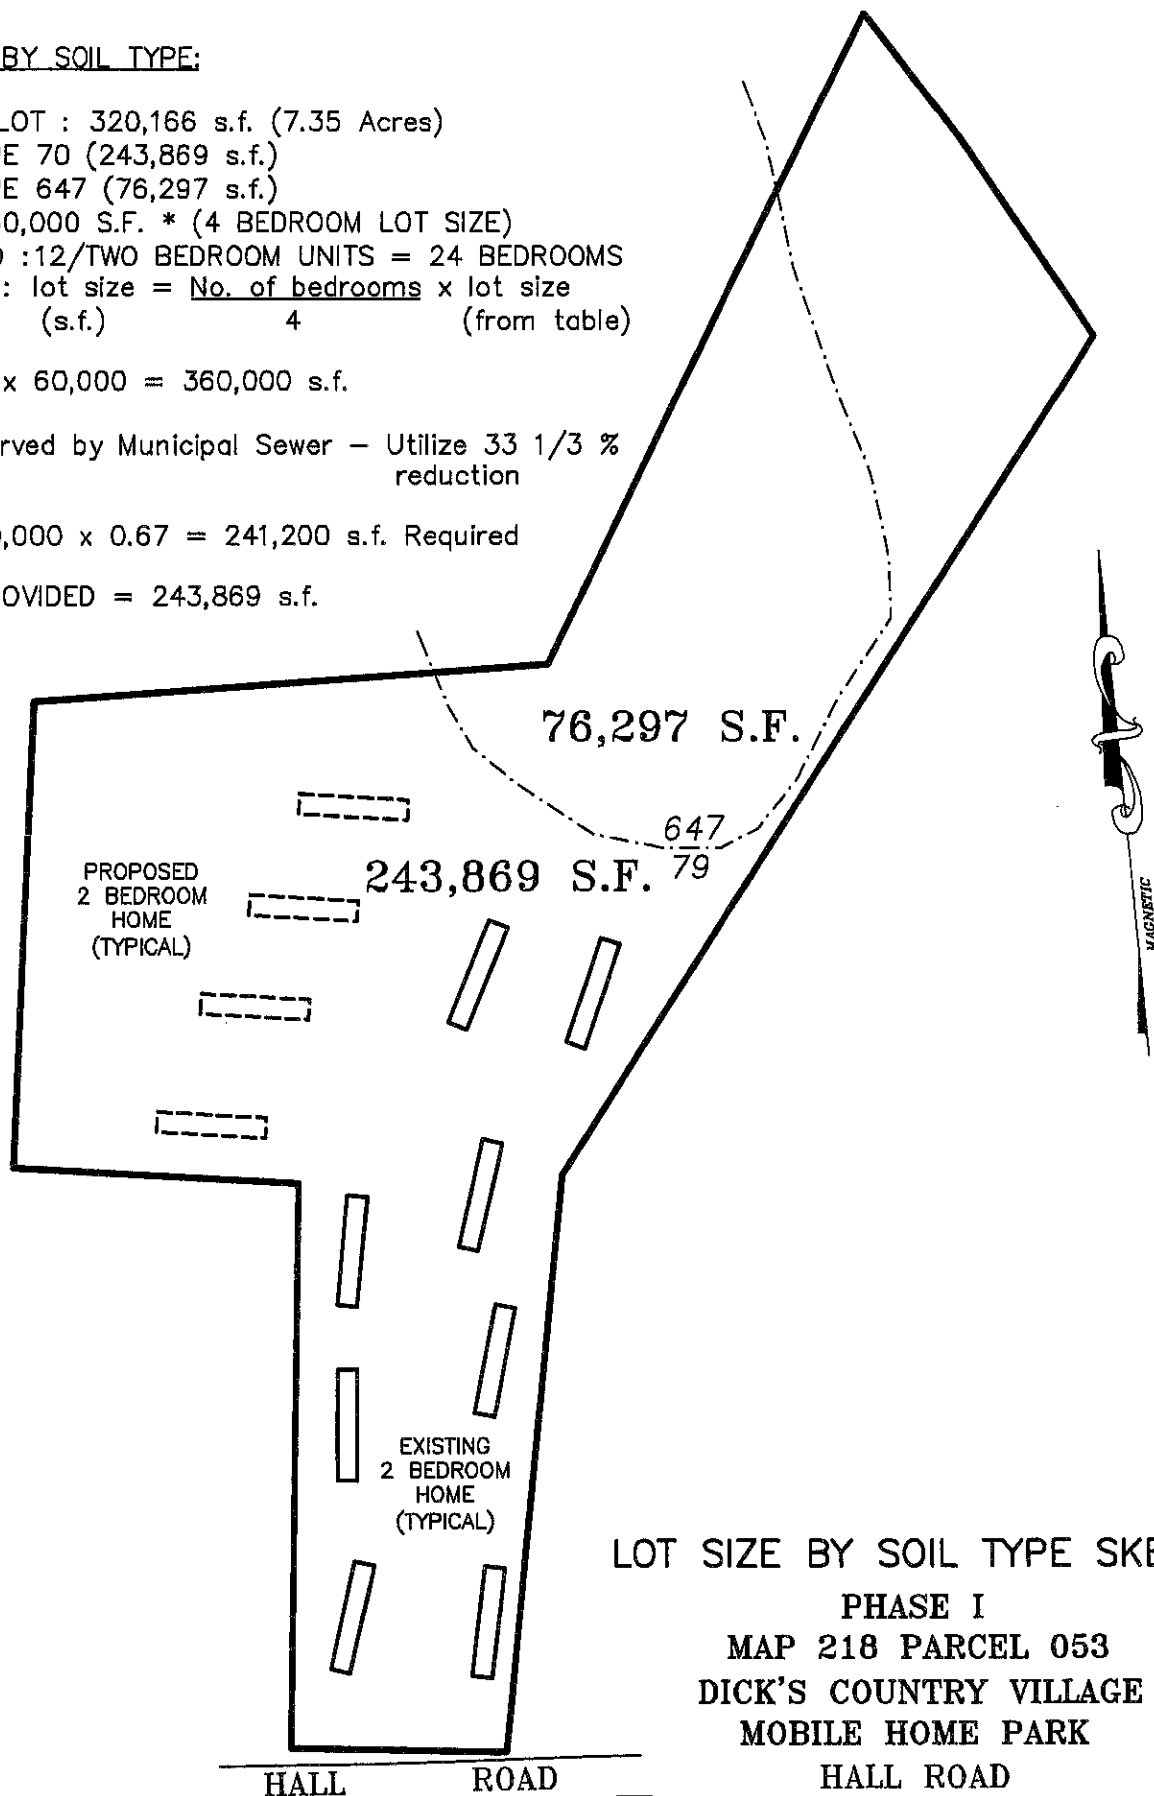 BY SOIL TYPE:
LOT : 320,166 s.f. (7.35 Acres)
PE 70 (243,869 s.f.)
PE 647 (76,297 s.f.)
60,000 S.F. * (4 BEDROOM LOT SIZE)
:12/TWO BEDROOM UNITS = 24 BEDROOMS
: lot size = No. of bedrooms x lot size
(s.f.) 4 (from table)
x 60,000 = 360,000 s.f.
rved by Municipal Sewer – Utilize 33 1/3 %
reduction
,000 x 0.67 = 241,200 s.f. Required
OVIDED = 243,869 s.f.
76,297 S.F.
647
79
243,869 S.F.
PROPOSED
2 BEDROOM
HOME
(TYPICAL)
MAGNETIC
EXISTING
2 BEDROOM
HOME
(TYPICAL)
LOT SIZE BY SOIL TYPE SKE
PHASE I
MAP 218 PARCEL 053
DICK'S COUNTRY VILLAGE
MOBILE HOME PARK
HALL ROAD
HALL ROAD